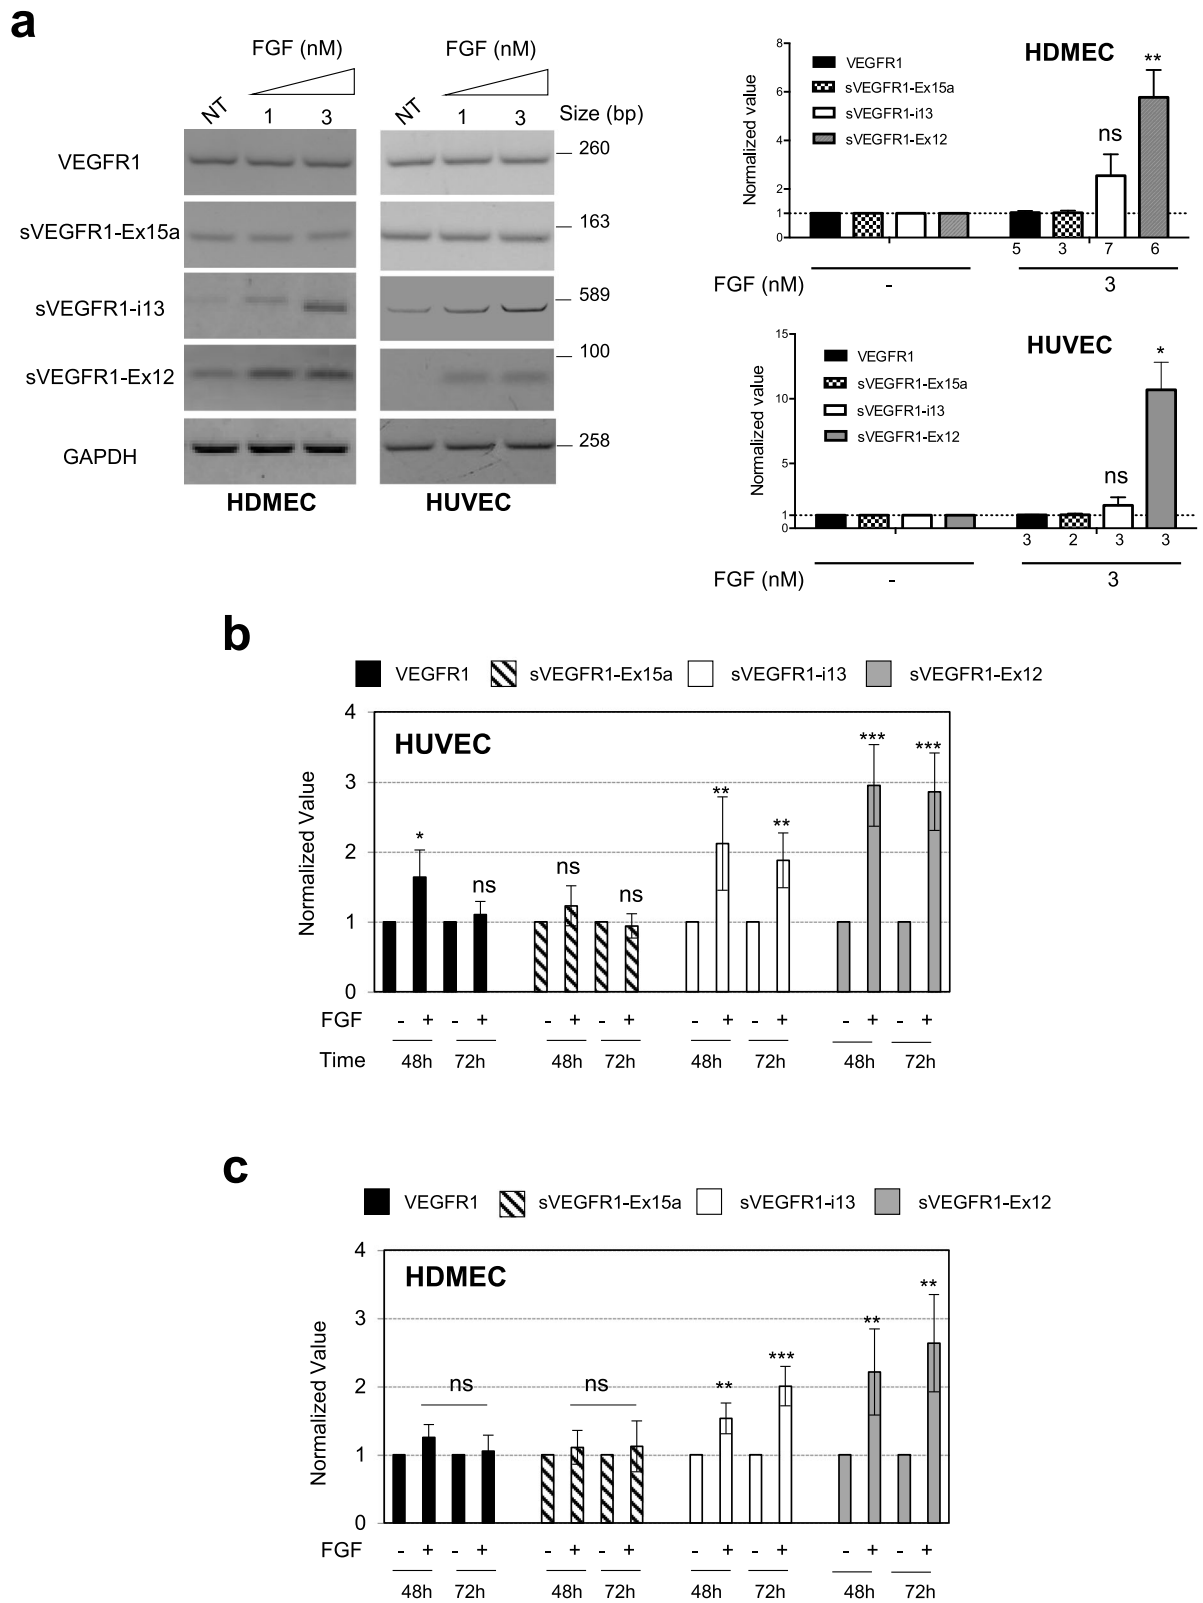 a
FGF (nM)
FGF (nM)
NT
1
3
NT
1
3
Size (bp)
VEGFR1
260
sVEGFR1-Ex15a
163
sVEGFR1-i13
589
sVEGFR1-Ex12
100
GAPDH
258
HDMEC
HUVEC
HDMEC
Normalized value
8
6
4
2
1
0
VEGFR1
sVEGFR1-Ex15a
sVEGFR1-i13
sVEGFR1-Ex12
ns
**
5 3 7 6
FGF (nM) - 3
HUVEC
Normalized value
15
10
5
1
0
VEGFR1
sVEGFR1-Ex15a
sVEGFR1-i13
sVEGFR1-Ex12
ns
*
3 2 3 3
FGF (nM) - 3
b
VEGFR1 sVEGFR1-Ex15a sVEGFR1-i13 sVEGFR1-Ex12
HUVEC
Normalized Value
4
3
2
1
0
* ns ns ns ** ** *** ***
FGF - + - + - + - + - + - + - + - +
Time 48h 72h 48h 72h 48h 72h 48h 72h
c
VEGFR1 sVEGFR1-Ex15a sVEGFR1-i13 sVEGFR1-Ex12
HDMEC
Normalized Value
4
3
2
1
0
ns ns ** *** ** **
FGF - + - + - + - + - + - + - + - +
48h 72h 48h 72h 48h 72h 48h 72h